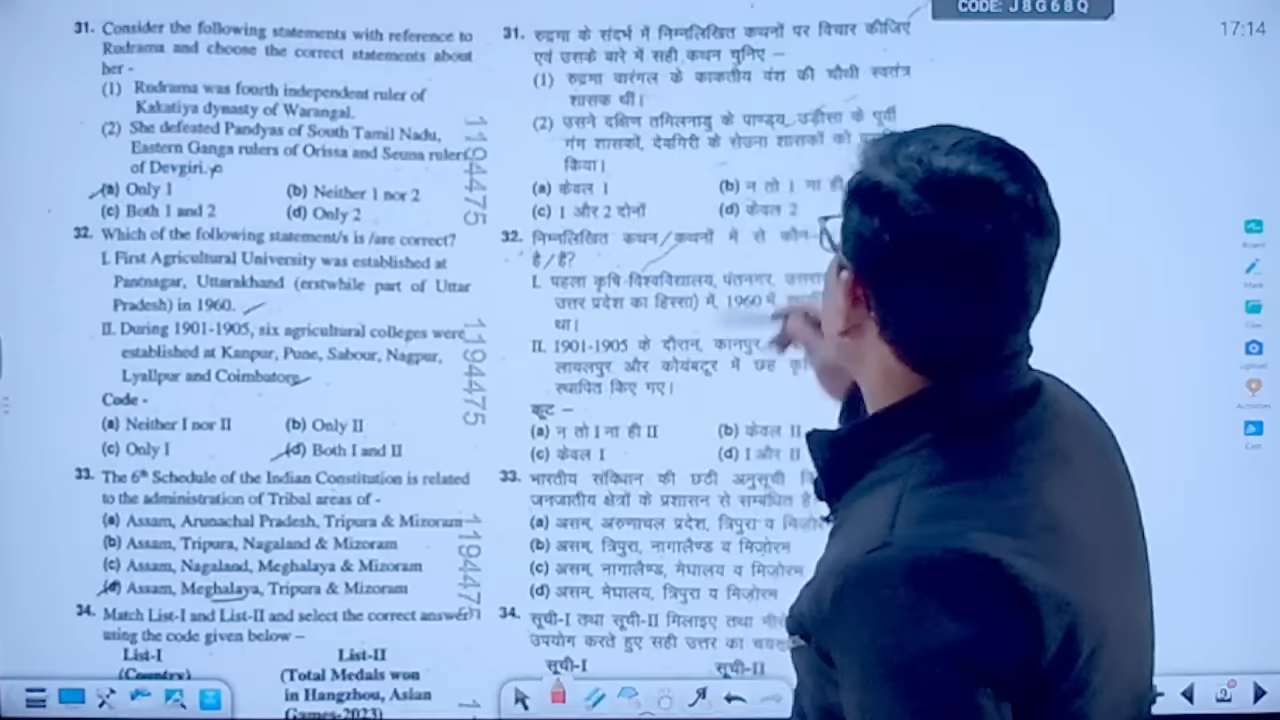 CODE: J8G68Q
17:14
31. Consider the following statements with reference to
Rudrama and choose the correct statements about
her -
(1) Rudrama was fourth independent ruler of
Kakatiya dynasty of Warangal.
(2) She defeated Pandyas of South Tamil Nadu,
Eastern Ganga rulers of Orissa and Seuna rulers
of Devgiri.
(a) Only 1 (b) Neither 1 nor 2
(c) Both 1 and 2 (d) Only 2
32. Which of the following statement/s is /are correct?
I. First Agricultural University was established at
Pantnagar, Uttarakhand (erstwhile part of Uttar
Pradesh) in 1960.
II. During 1901-1905, six agricultural colleges were
established at Kanpur, Pune, Sabour, Nagpur,
Lyallpur and Coimbatore
Code -
(a) Neither I nor II (b) Only II
(c) Only I (d) Both I and II
33. The 6th Schedule of the Indian Constitution is related
to the administration of Tribal areas of -
(a) Assam, Arunachal Pradesh, Tripura & Mizoram
(b) Assam, Tripura, Nagaland & Mizoram
(c) Assam, Nagaland, Meghalaya & Mizoram
(d) Assam, Meghalaya, Tripura & Mizoram
34. Match List-I and List-II and select the correct answer
using the code given below –
List-I List-II
(Country) (Total Medals won
in Hangzhou, Asian
Games-2023)
1194475
1194475
1194475
31. रुद्रमा के संदर्भ में निम्नलिखित कथनों पर विचार कीजिए
एवं उसके बारे में सही कथन चुनिए –
(1) रुद्रमा वारंगल के काकतीय वंश की चौथी स्वतंत्र
शासक थीं।
(2) उसने दक्षिण तमिलनाडु के पाण्ड्य, उड़ीसा के पूर्वी
गंग शासकों, देवगिरी के सेउना शासकों को
किया।
(a) केवल 1 (b) न तो 1 ना ही
(c) 1 और 2 दोनों (d) केवल 2
32. निम्नलिखित कथन/कथनों में से कौन
है/हैं?
I. पहला कृषि विश्वविद्यालय, पंतनगर,
उत्तर प्रदेश का हिस्सा) में, 1960 में
था।
II. 1901-1905 के दौरान, कानपुर,
लायलपुर और कोयंबटूर में छह
स्थापित किए गए।
कूट –
(a) न तो I ना ही II (b) केवल II
(c) केवल I (d) I और II
33. भारतीय संविधान की छठी अनुसूची
जनजातीय क्षेत्रों के प्रशासन से सम्बंधित है
(a) असम, अरुणाचल प्रदेश, त्रिपुरा व मिजोरम
(b) असम, त्रिपुरा, नागालैण्ड व मिजोरम
(c) असम, नागालैण्ड, मेघालय व मिजोरम
(d) असम, मेघालय, त्रिपुरा व मिजोरम
34. सूची-I तथा सूची-II मिलाइए तथा
उपयोग करते हुए सही उत्तर का
सूची-I सूची-II